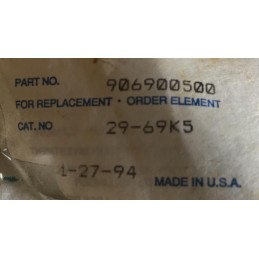 PART NO. 906900500
FOR REPLACEMENT · ORDER ELEMENT
CAT. NO 29-69K5
1-27-94 MADE IN U.S.A.